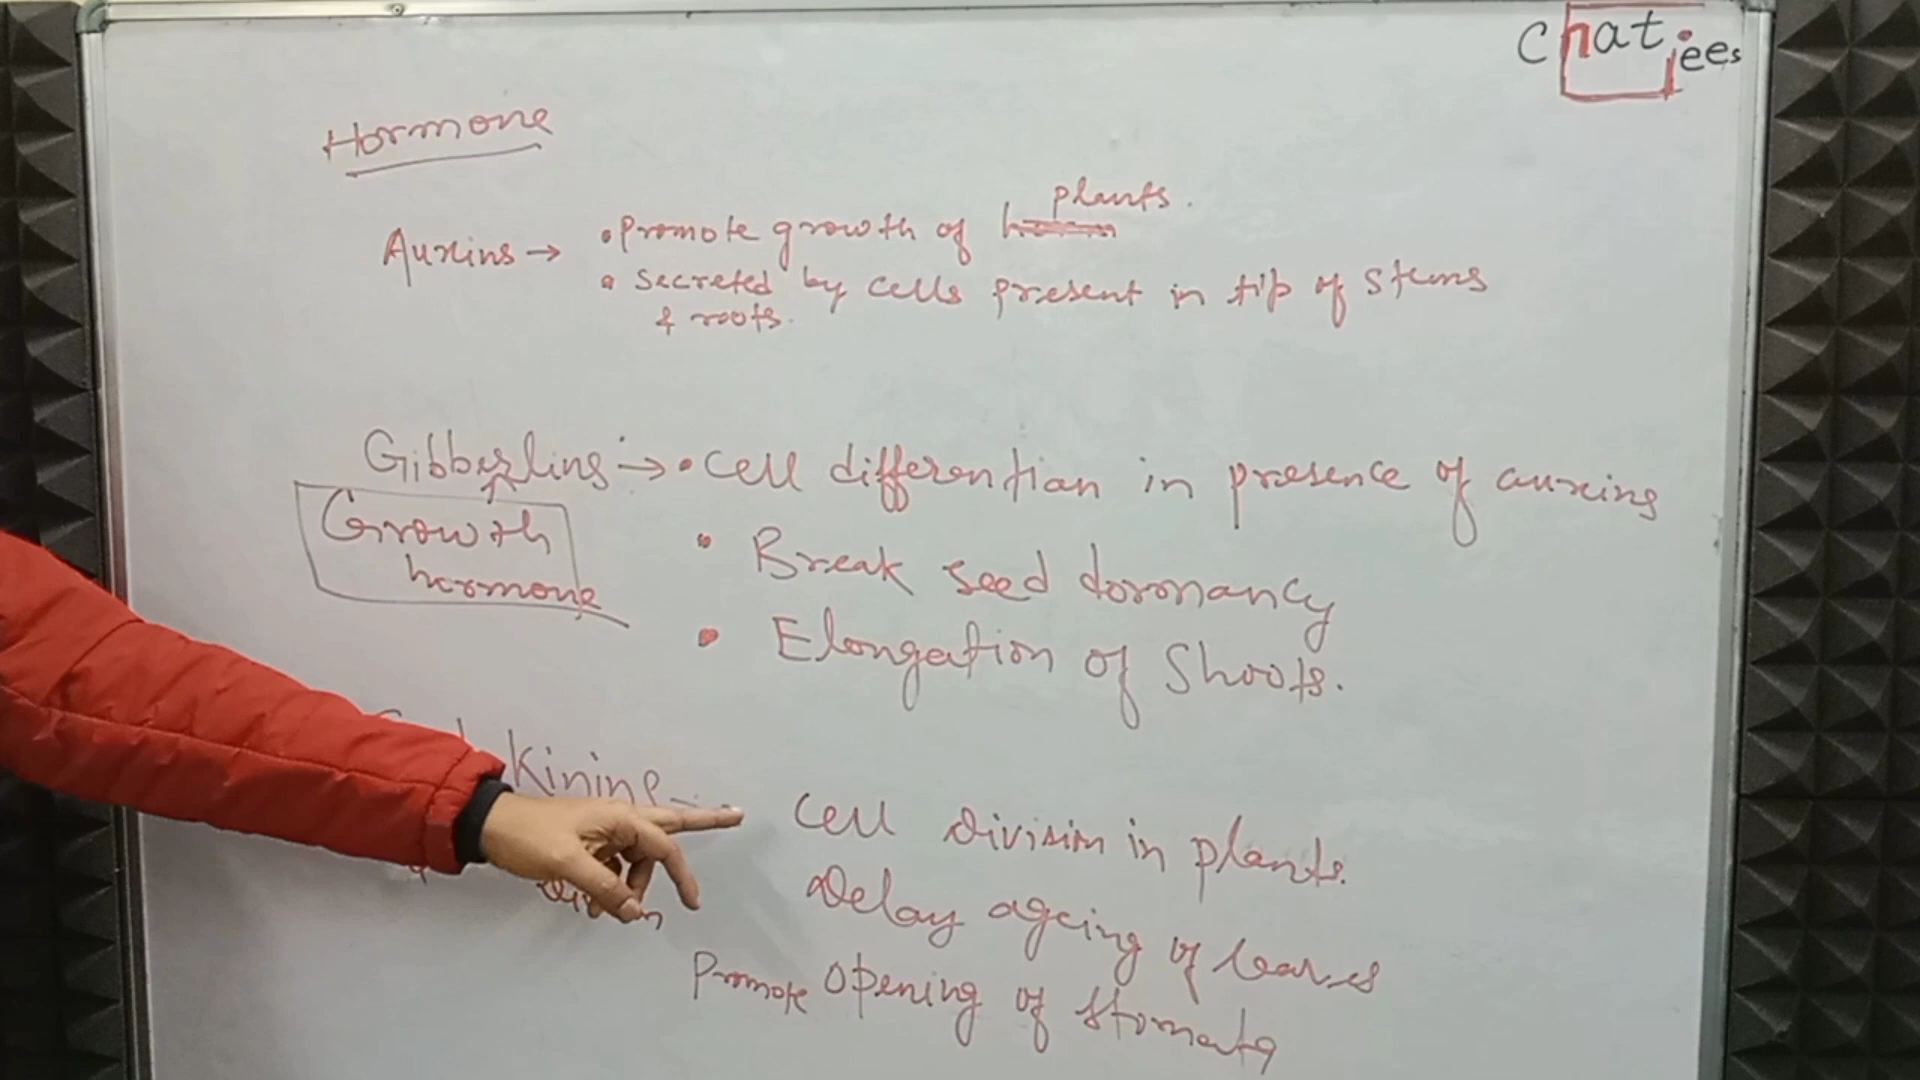 Chatjees
Hormone
Auxins → • Promote growth of plants.
• Secreted by cells present in tip of stems
& roots.
Gibberlins → • Cell differention in presence of auxins
Growth
hormone
• Break seed dormancy
• Elongation of Shoots.
kinins
Cell division in plants.
Delay ageing of leaves
Promote opening of stomata